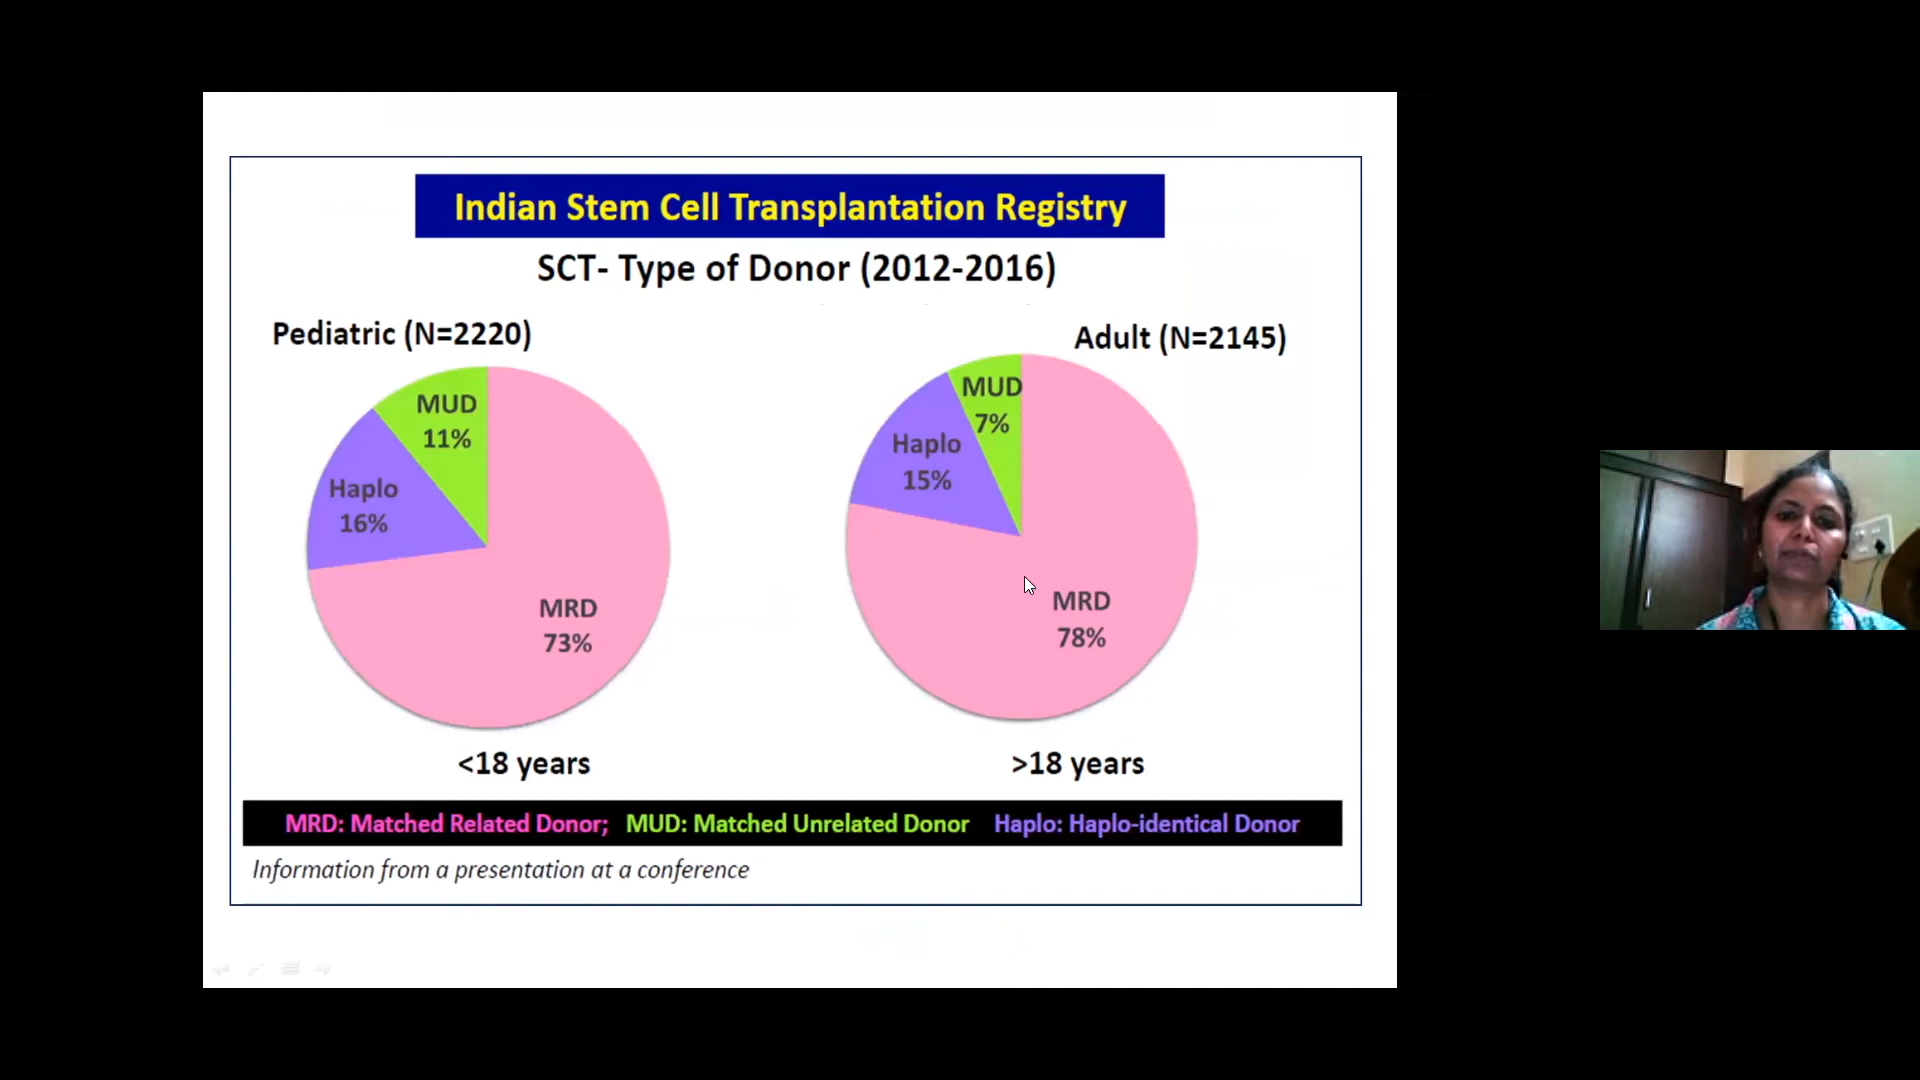 Indian Stem Cell Transplantation Registry
SCT- Type of Donor (2012-2016)
Pediatric (N=2220)
MUD
11%
Haplo
16%
MRD
73%
<18 years
Adult (N=2145)
MUD
7%
Haplo
15%
MRD
78%
>18 years
MRD: Matched Related Donor; MUD: Matched Unrelated Donor Haplo: Haplo-identical Donor
Information from a presentation at a conference